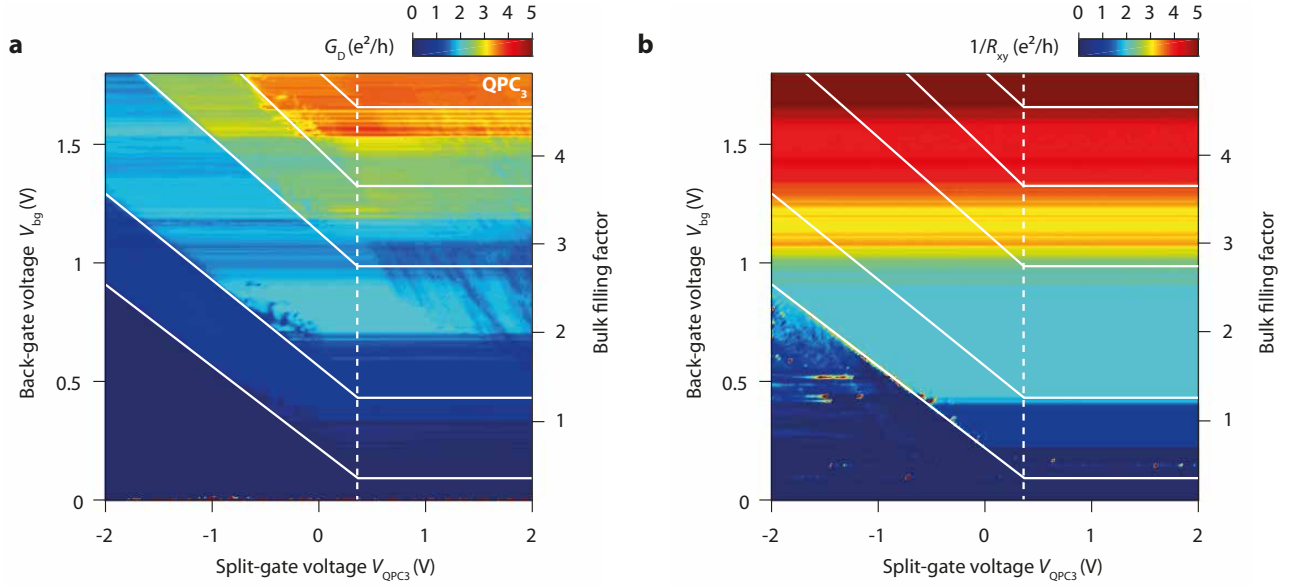 a
G_D (e²/h)
0 1 2 3 4 5
QPC₃
Back-gate voltage V_bg (V)
1.5
1
0.5
0
4
3
2
1
Bulk filling factor
-2 -1 0 1 2
Split-gate voltage V_QPC3 (V)
b
1/R_xy (e²/h)
0 1 2 3 4 5
Back-gate voltage V_bg (V)
1.5
1
0.5
0
4
3
2
1
Bulk filling factor
-2 -1 0 1 2
Split-gate voltage V_QPC3 (V)